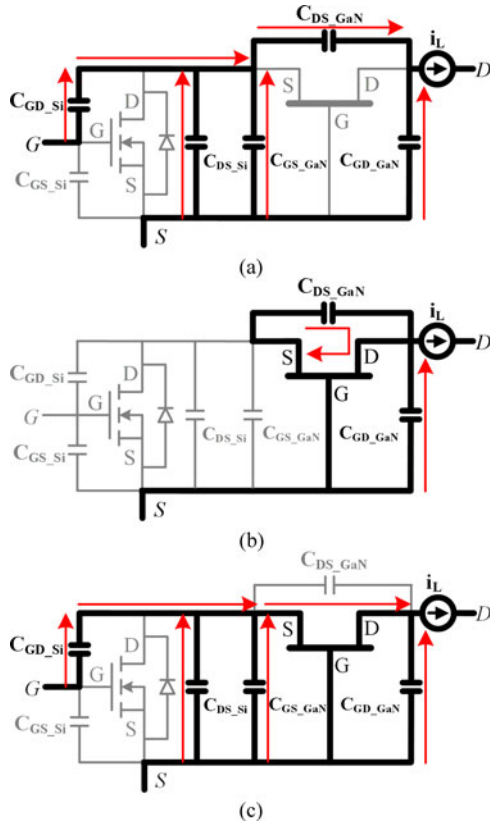 C_DS_GaN
i_L
S D
D
C_GD_Si
D
G
G
G
S
C_GS_Si
C_DS_Si
C_GS_GaN
C_GD_GaN
S
(a)
C_DS_GaN
i_L
S D
D
C_GD_Si
D
G
G
G
S
C_GS_Si
C_DS_Si
C_GS_GaN
C_GD_GaN
S
(b)
C_DS_GaN
i_L
S D
D
C_GD_Si
D
G
G
G
S
C_GS_Si
C_DS_Si
C_GS_GaN
C_GD_GaN
S
(c)